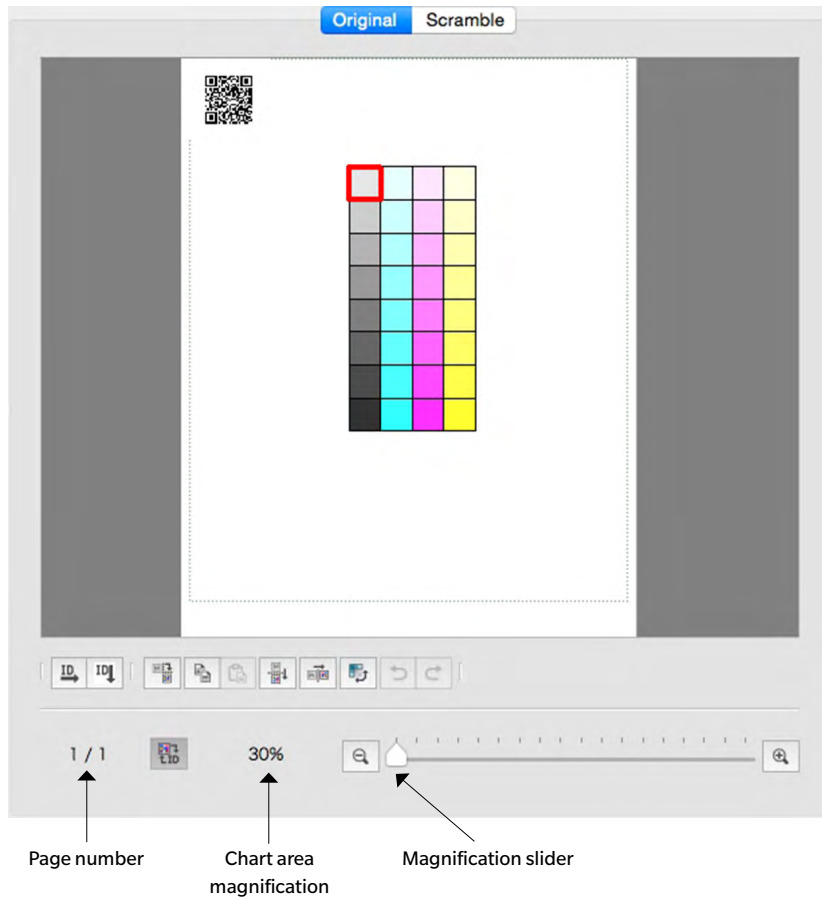 Original Scramble
ID ID
1 / 1 ID 30%
Page number Chart area Magnification slider
magnification